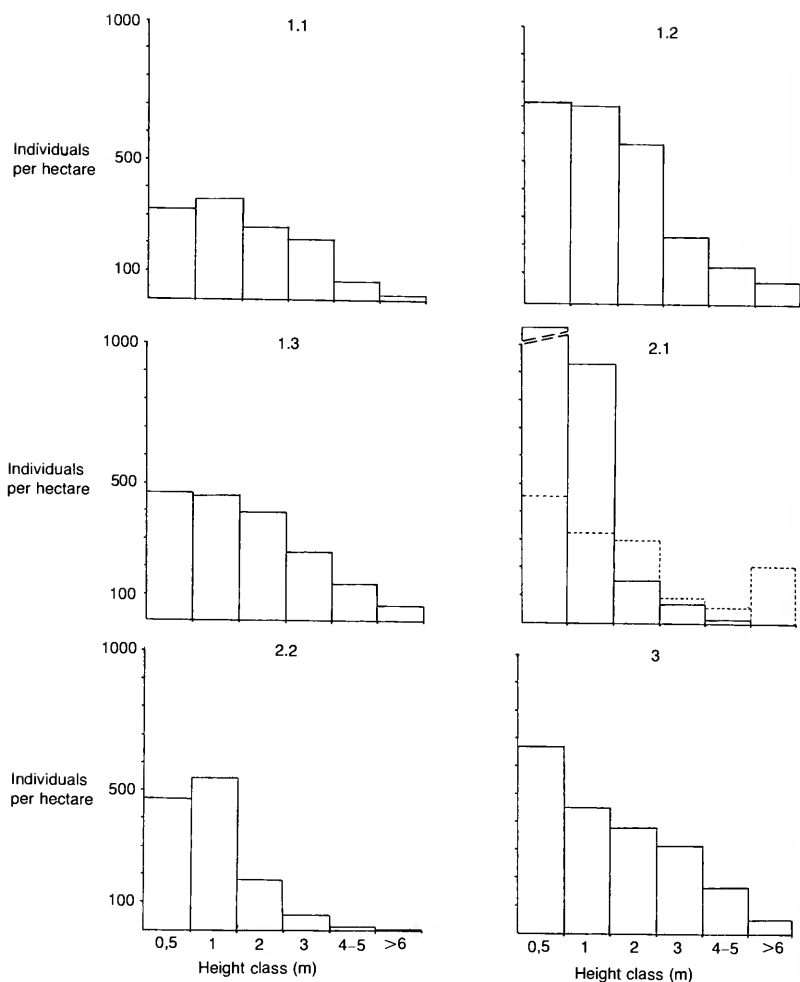 1000
1.1
1.2
Individuals
per hectare
500
100
1000
1.3
2.1
Individuals
per hectare
500
100
1000
2.2
3
Individuals
per hectare
500
100
0,5 1 2 3 4–5 >6
Height class (m)
0,5 1 2 3 4–5 >6
Height class (m)